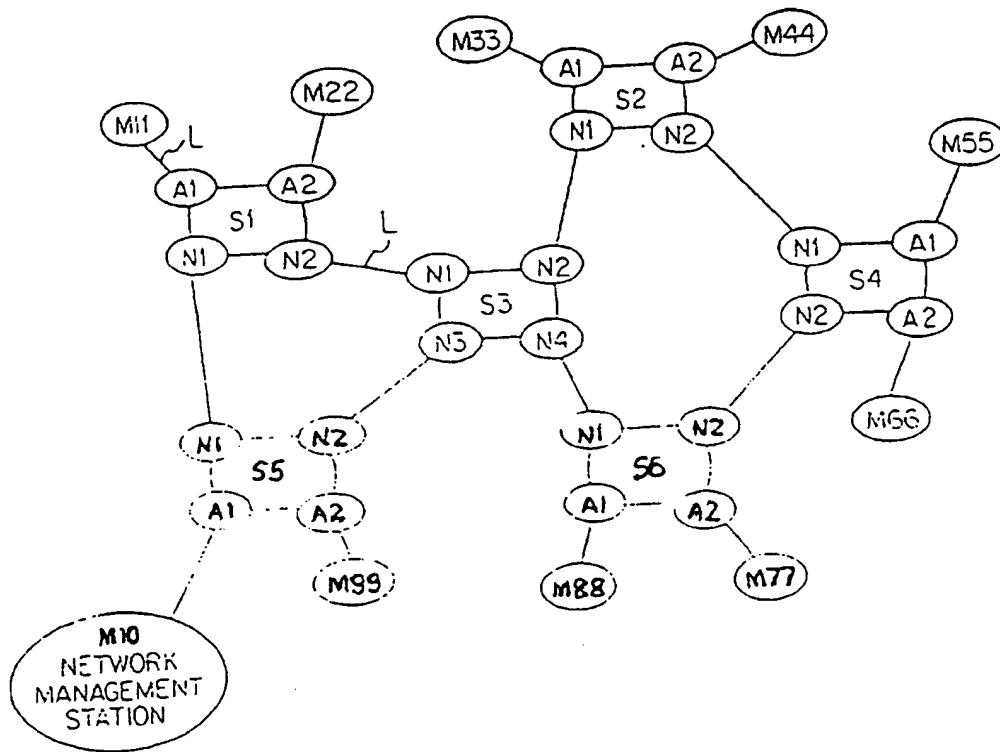 M33
M44
A1
A2
S2
N1
N2
M22
M11
L
A1
A2
S1
N1
N2
L
M55
N1
N2
S3
N3
N4
N1
A1
S4
N2
A2
M66
N1
N2
S5
A1
A2
M99
N1
N2
S6
A1
A2
M88
M77
M10
NETWORK
MANAGEMENT
STATION